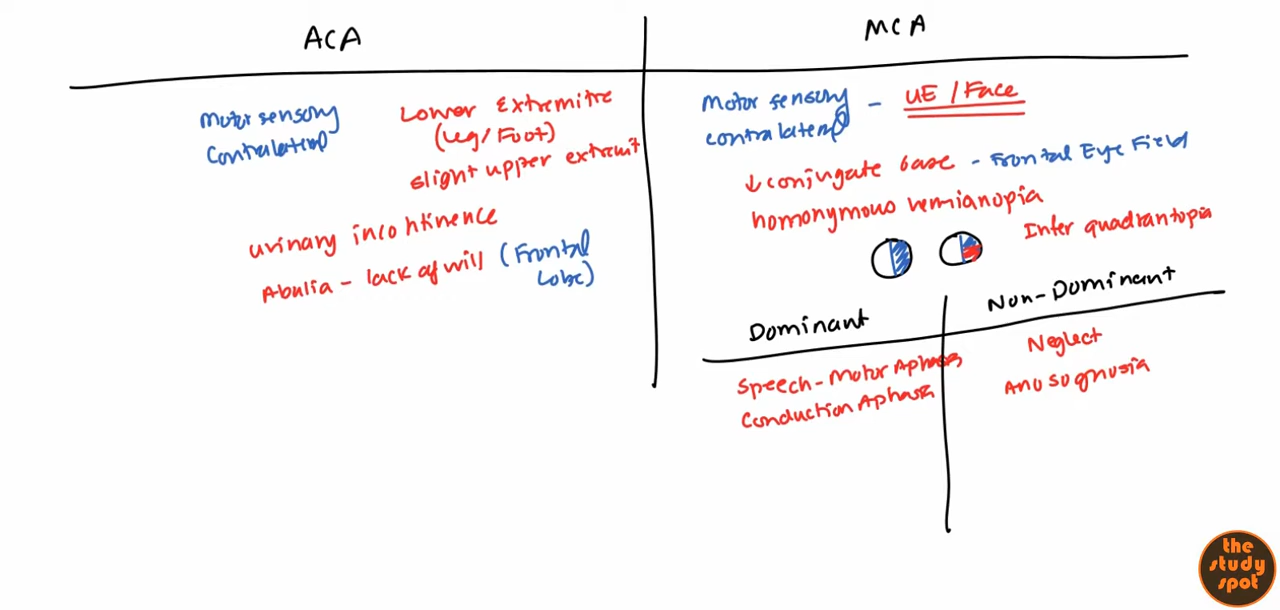 ACA
MCA
Motor sensory
contralateral
Lower Extremitre
(Leg/Foot)
slight upper extremit
urinary incontinence
Abulia - lack of will (Frontal
Lobe)
Motor sensory - UE / Face
contralateral
↓ conjugate base - Frontal Eye Field
homonymous hemianopia
Infer quadrantopia
Dominant
Non-Dominant
Speech - Motor Aphasia
Conduction Aphasia
Neglect
Anosognosia
the
study
spot